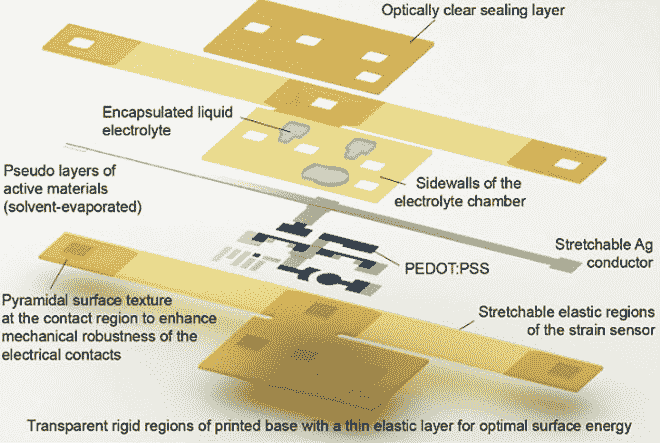 Optically clear sealing layer
Encapsulated liquid
electrolyte
Pseudo layers of
active materials
(solvent-evaporated)
Sidewalls of the
electrolyte chamber
Stretchable Ag
conductor
PEDOT:PSS
Pyramidal surface texture
at the contact region to enhance
mechanical robustness of the
electrical contacts
Stretchable elastic regions
of the strain sensor
Transparent rigid regions of printed base with a thin elastic layer for optimal surface energy